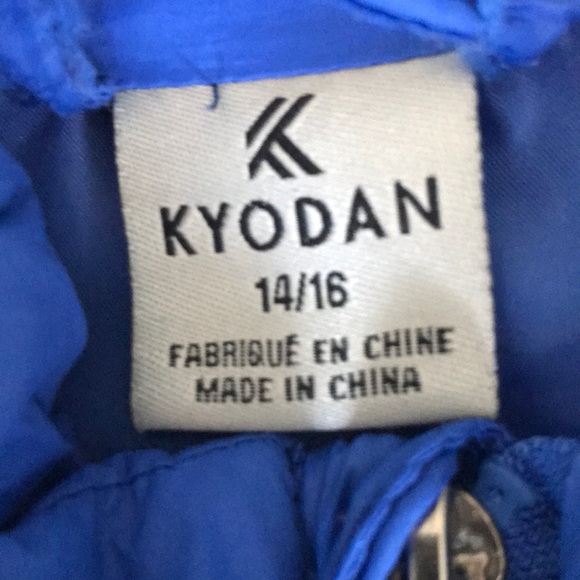 KYODAN
14/16
FABRIQUÉ EN CHINE
MADE IN CHINA